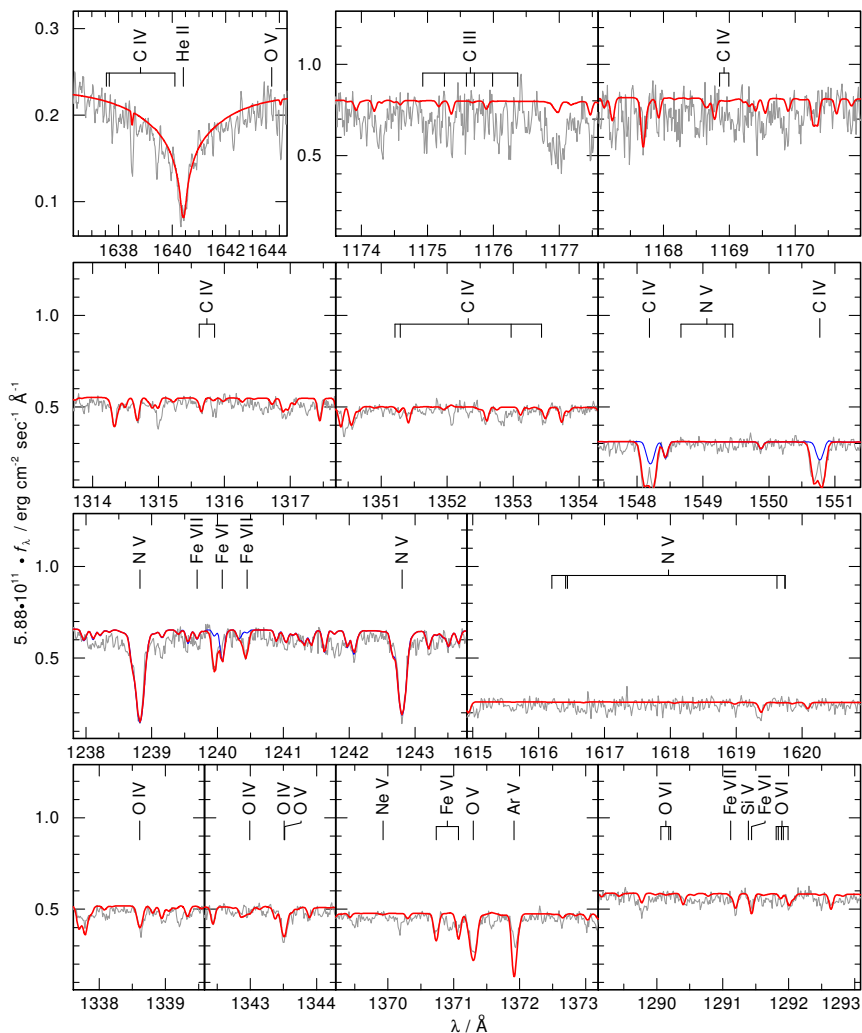 C IV He II O V
0.3
0.2
0.1
1638 1640 1642 1644
C III
1.0
0.5
1174 1175 1176 1177
C IV
1168 1169 1170
C IV
1.0
0.5
1314 1315 1316 1317
C IV
1351 1352 1353 1354
C IV N V C IV
1548 1549 1550 1551
N V Fe VII Fe VI Fe VII N V
1.0
0.5
1238 1239 1240 1241 1242 1243
N V
1615 1616 1617 1618 1619 1620
O IV
1.0
0.5
1338 1339
O IV O IV O V
1343 1344
Ne V Fe VI O V Ar V
1370 1371 1372 1373
O VI Fe VII Si V Fe VI O VI
1290 1291 1292 1293
5.88•10¹¹ • fλ / erg cm⁻² sec⁻¹ Å⁻¹
λ / Å